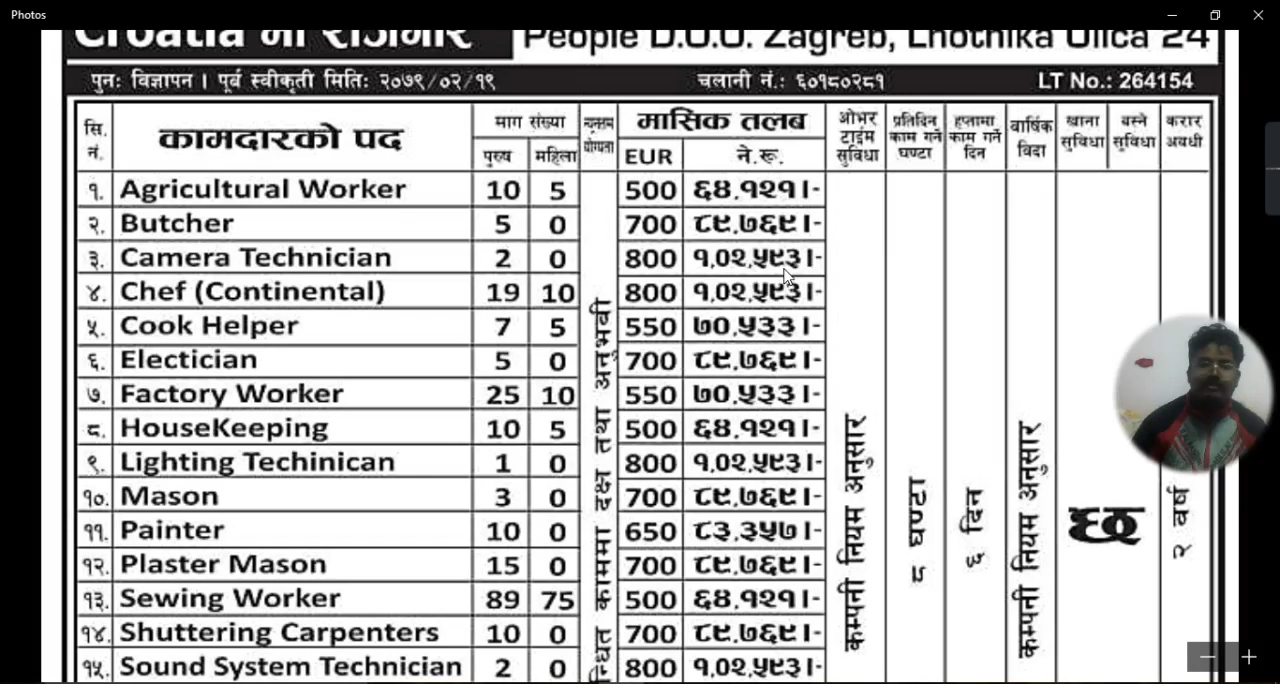 Photos
Croatia मा रोजगार People D.O.O. Zagreb, Lhotnika Ulica 24
पुनः विज्ञापन । पूर्व स्वीकृती मितिः २०७९/०२/१९ चलानी नं.: ६०१८०२८१ LT No.: 264154
सि. नं. कामदारको पद माग संख्या पुरुष महिला न्यूनतम योग्यता मासिक तलब EUR ने.रू. ओभर टाईम सुविधा प्रतिदिन काम गर्ने घण्टा हप्तामा काम गर्ने दिन वार्षिक विदा खाना सुविधा बस्ने सुविधा करार अवधी
१. Agricultural Worker 10 5 500 ६४,१२१।-
२. Butcher 5 0 700 ८९,७६९।-
३. Camera Technician 2 0 800 १,०२,५९३।-
४. Chef (Continental) 19 10 800 १,०२,५९३।-
५. Cook Helper 7 5 550 ७०,५३३।-
६. Electician 5 0 700 ८९,७६९।-
७. Factory Worker 25 10 550 ७०,५३३।-
८. HouseKeeping 10 5 500 ६४,१२१।-
९. Lighting Techinican 1 0 800 १,०२,५९३।-
१०. Mason 3 0 700 ८९,७६९।-
११. Painter 10 0 650 ८३,३५७।-
१२. Plaster Mason 15 0 700 ८९,७६९।-
१३. Sewing Worker 89 75 500 ६४,१२१।-
१४. Shuttering Carpenters 10 0 700 ८९,७६९।-
१५. Sound System Technician 2 0 800 १,०२,५९३।-
काममा दक्ष तथा अनुभवी
कम्पनी नियम अनुसार
८ घण्टा
६ दिन
कम्पनी नियम अनुसार
छ
२ वर्ष